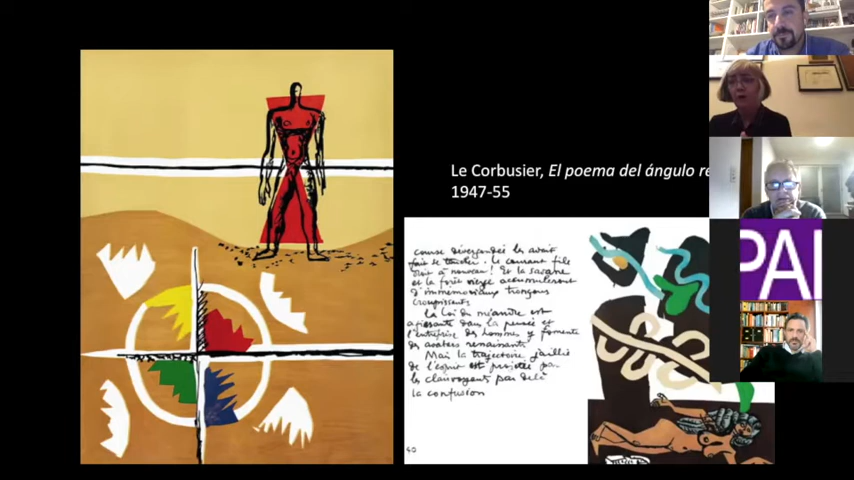 Le Corbusier, El poema del ángulo re
1947-55
course divergandée les avait
fait se toucher. Le courant file
droit à nouveau! Et la savane
et la forêt vierge accumuleront
d'immémoriaux tronçons
croupissants
La loi du méandre est
agissante dans la pensée et
l'entreprise des hommes y fomente
des avatars renaissants
Mais la trajectoire jaillie
de l'esprit est projetée par
les clairvoyants par delà
la confusion
40
PAI